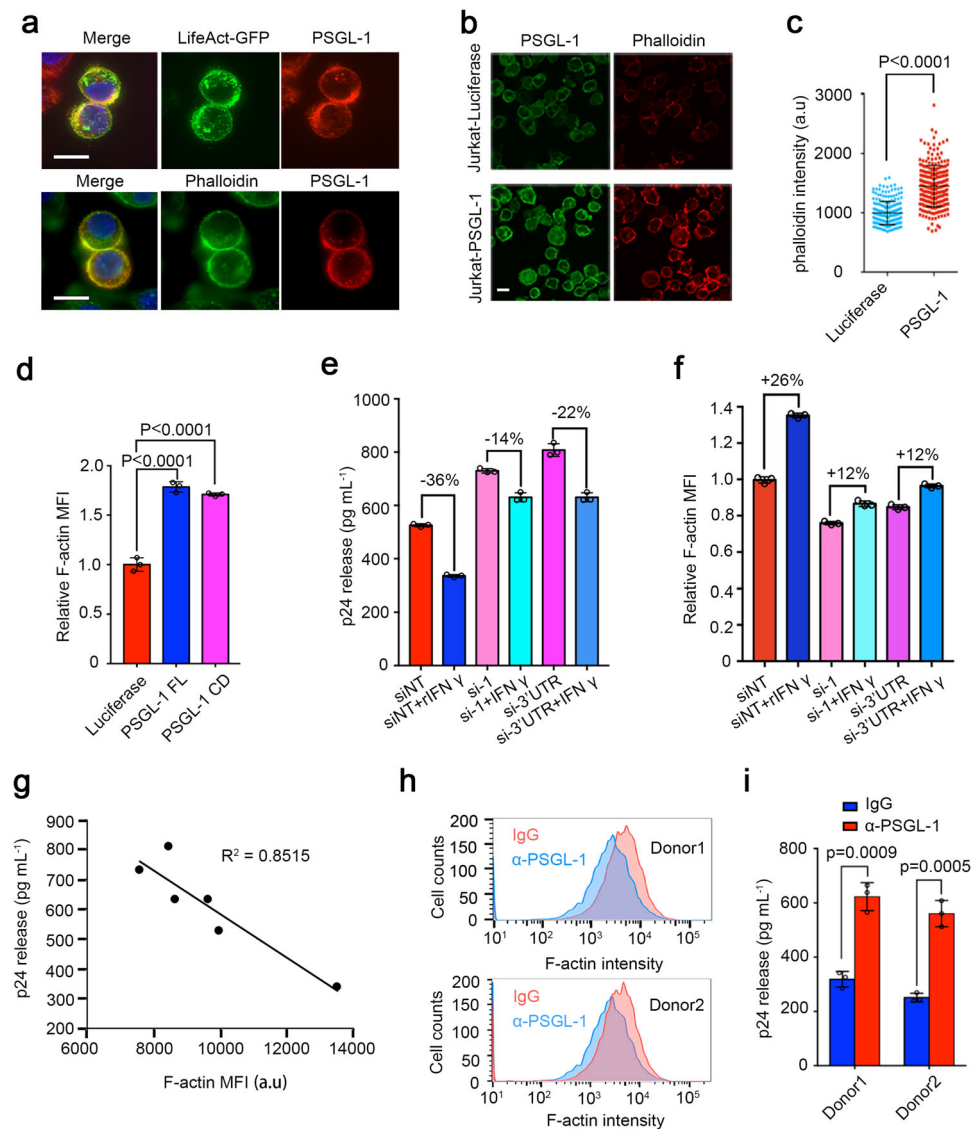 a
Merge LifeAct-GFP PSGL-1
Merge Phalloidin PSGL-1
b
PSGL-1 Phalloidin
Jurkat-Luciferase
Jurkat-PSGL-1
c
P<0.0001
phalloidin intensity (a.u)
3000
2000
1000
0
Luciferase
PSGL-1
d
P<0.0001
P<0.0001
Relative F-actin MFI
2.0
1.5
1.0
0
Luciferase
PSGL-1 FL
PSGL-1 CD
e
p24 release (pg mL⁻¹)
1000
800
600
400
200
0
-36%
-14%
-22%
siNT
siNT+rIFN γ
si-1
si-1+IFN γ
si-3'UTR
si-3'UTR+IFN γ
f
Relative F-actin MFI
1.4
1.2
1.0
0.8
0.6
0.4
0.2
0
+26%
+12%
+12%
siNT
siNT+rIFN γ
si-1
si-1+IFN γ
si-3'UTR
si-3'UTR+IFN γ
g
p24 release (pg mL⁻¹)
900
800
700
600
500
400
300
200
R² = 0.8515
6000 8000 10000 12000 14000
F-actin MFI (a.u)
h
Cell counts
200
150
100
50
0
IgG
α-PSGL-1
Donor1
10¹ 10² 10³ 10⁴ 10⁵
F-actin intensity
Cell counts
200
150
100
50
0
IgG
α-PSGL-1
Donor2
10¹ 10² 10³ 10⁴ 10⁵
F-actin intensity
i
IgG
α-PSGL-1
p=0.0009
p=0.0005
p24 release (pg mL⁻¹)
800
600
400
200
0
Donor1
Donor2